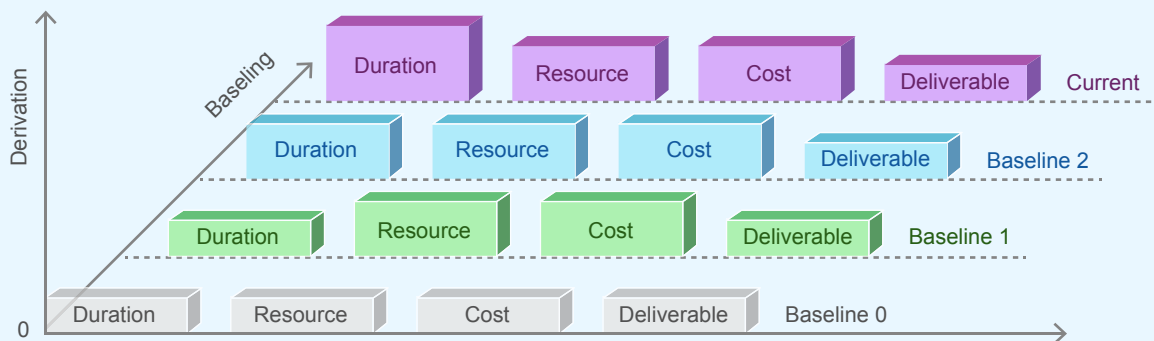 Derivation
Baseling
Duration
Resource
Cost
Deliverable
Current
Duration
Resource
Cost
Deliverable
Baseline 2
Duration
Resource
Cost
Deliverable
Baseline 1
0
Duration
Resource
Cost
Deliverable
Baseline 0